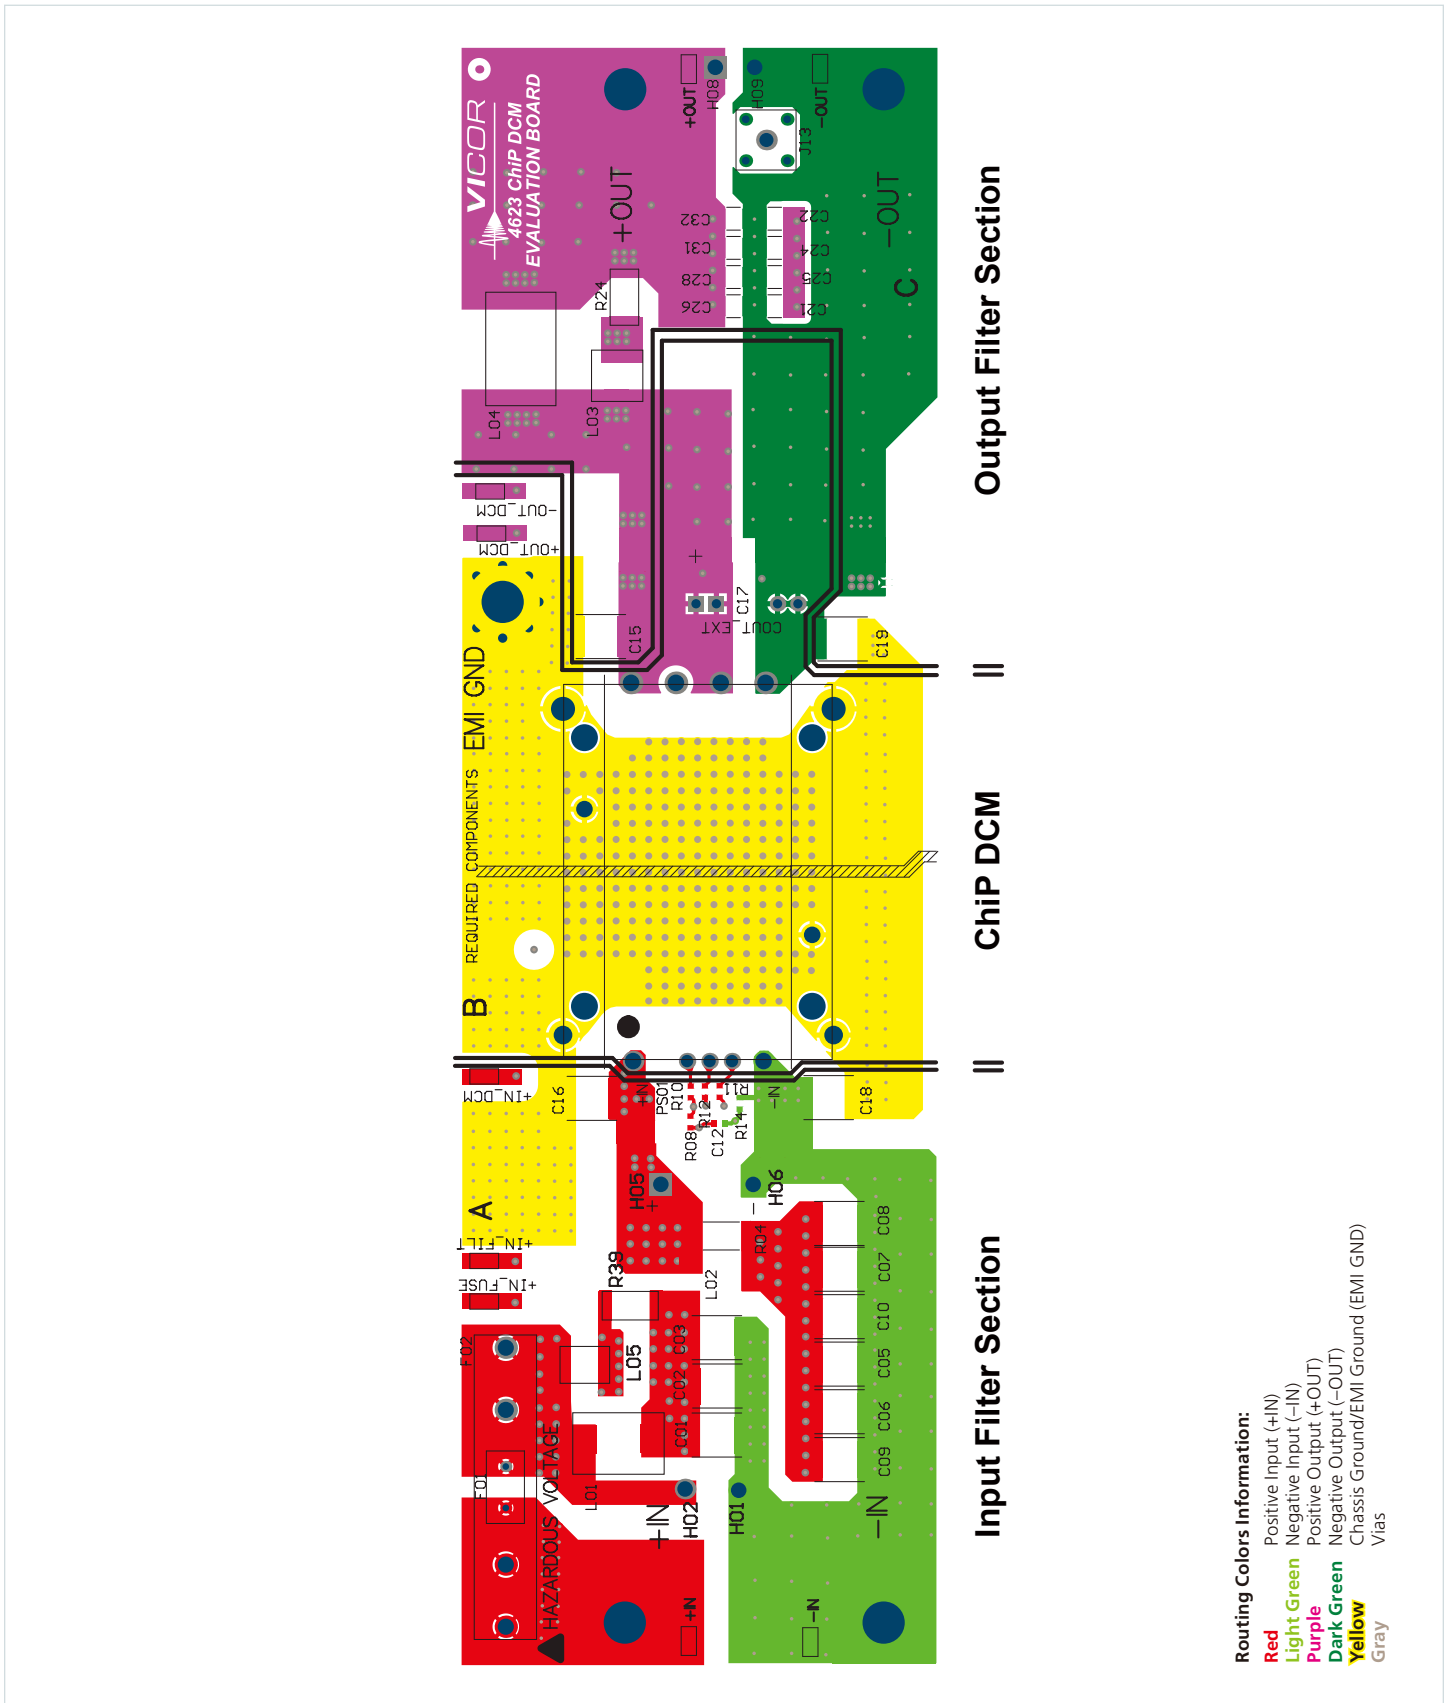 VICOR
4623 ChiP DCM
EVALUATION BOARD
+OUT
H08
H09
-OUT
J13
+OUT
-OUT
C32
C31
C28
C26
C22
C24
C25
C21
R24
C
L04
L03
-OUT_DCM
+OUT_DCM
+
C17
COUT_EXT
C15
C19
EMI GND
REQUIRED COMPONENTS
B
+IN_DCM
C16
+IN
PS01
R10
R12
R11
-IN
R08
C12
R14
C18
A
H05
+
H06
-
+IN_FILT
+IN_FUSE
R39
L02
R04
C08
C07
C10
C05
C06
C09
F02
L05
C03
C02
C01
F01
L01
HAZARDOUS VOLTAGE
+IN
H02
H01
-IN
+IN
-IN
Output Filter Section
ChiP DCM
Input Filter Section
Routing Colors Information:
Red Positive Input (+IN)
Light Green Negative Input (–IN)
Purple Positive Output (+OUT)
Dark Green Negative Output (–OUT)
Yellow Chassis Ground/EMI Ground (EMI GND)
Gray Vias